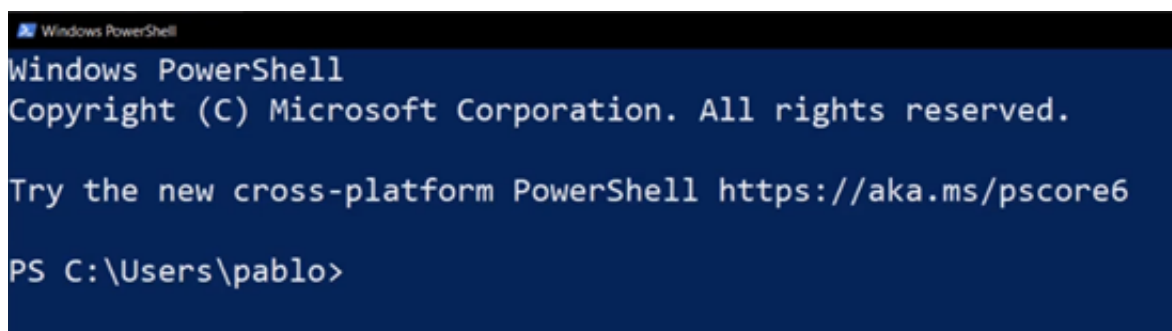 Windows PowerShell
Windows PowerShell
Copyright (C) Microsoft Corporation. All rights reserved.
Try the new cross-platform PowerShell https://aka.ms/pscore6
PS C:\Users\pablo>